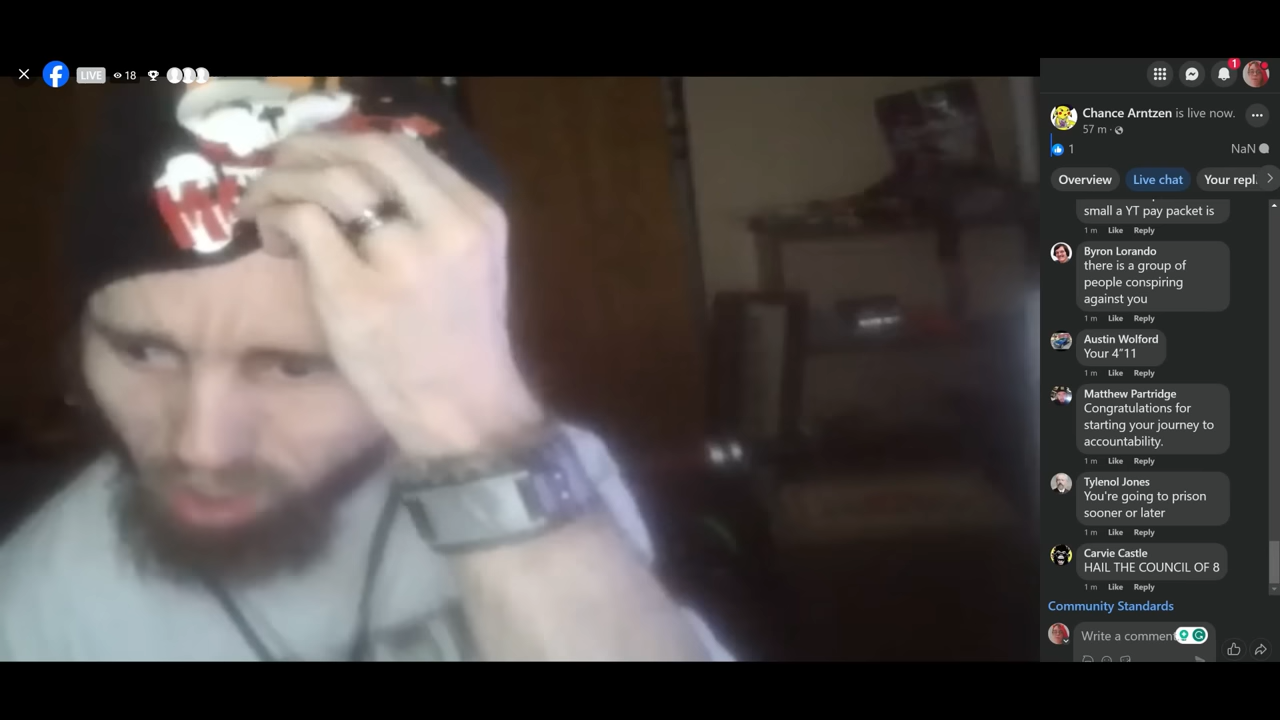 LIVE
18
1
Chance Arntzen is live now.
57 m
1
NaN
Overview
Live chat
Your repl.
small a YT pay packet is
1 m Like Reply
Byron Lorando
there is a group of
people conspiring
against you
1 m Like Reply
Austin Wolford
Your 4"11
1 m Like Reply
Matthew Partridge
Congratulations for
starting your journey to
accountability.
1 m Like Reply
Tylenol Jones
You're going to prison
sooner or later
1 m Like Reply
Carvie Castle
HAIL THE COUNCIL OF 8
1 m Like Reply
Community Standards
Write a comment